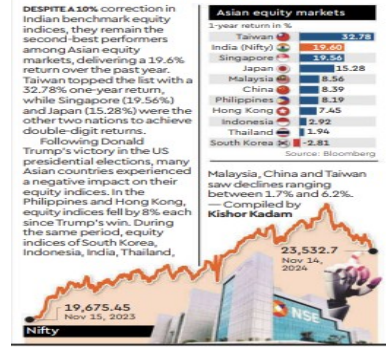 DESPITE A 10% correction in
Indian benchmark equity
indices, they remain the
second-best performers
among Asian equity
markets, delivering a 19.6%
return over the past year.
Taiwan topped the list with a
32.78% one-year return,
while Singapore (19.56%)
and Japan (15.28%) were the
other two nations to achieve
double-digit returns.
Following Donald
Trump's victory in the US
presidential elections, many
Asian countries experienced
a negative impact on their
equity indices. In the
Philippines and Hong Kong,
equity indices fell by 8% each
since Trump's win. During
the same period, equity
indices of South Korea,
Indonesia, India, Thailand,
Asian equity markets
1-year return in %
Taiwan 32.78
India (Nifty) 19.60
Singapore 19.56
Japan 15.28
Malaysia 8.56
China 8.39
Philippines 8.19
Hong Kong 7.45
Indonesia 2.92
Thailand 1.94
South Korea -2.81
Source: Bloomberg
Malaysia, China and Taiwan
saw declines ranging
between 1.7% and 6.2%.
— Compiled by
Kishor Kadam
23,532.7
Nov 14,
2024
19,675.45
Nov 15, 2023
Nifty
NSE